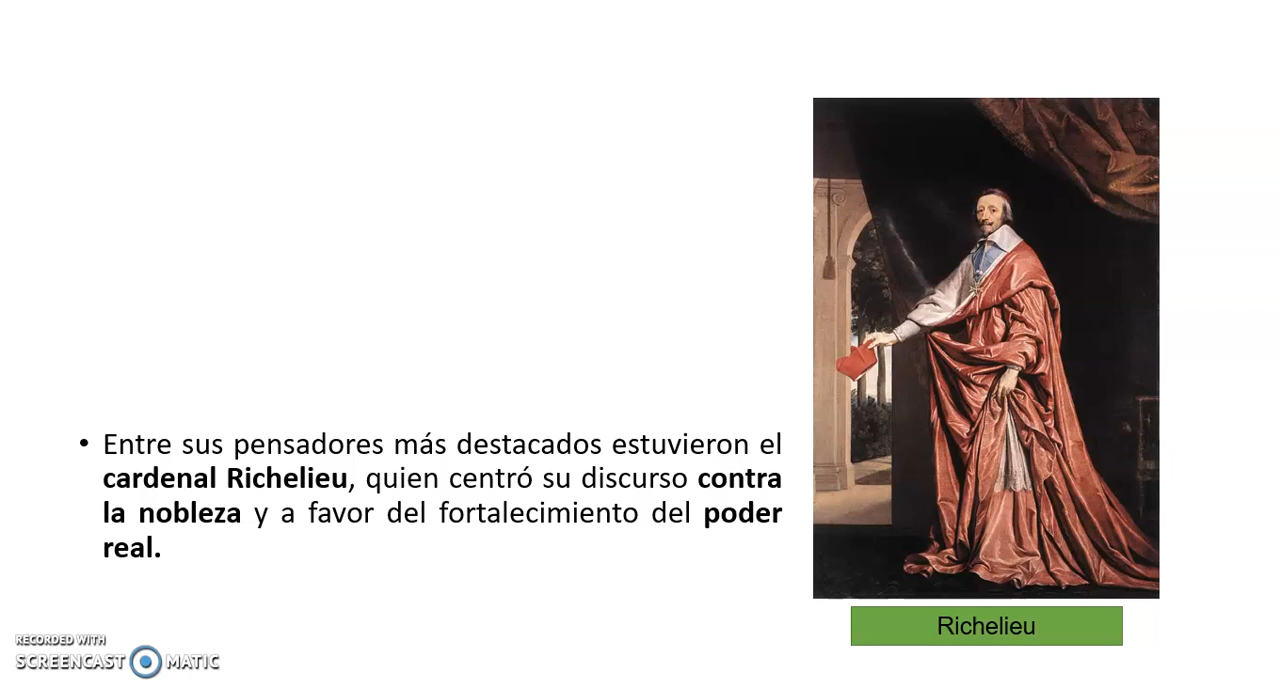 • Entre sus pensadores más destacados estuvieron el
cardenal Richelieu, quien centró su discurso contra
la nobleza y a favor del fortalecimiento del poder
real.
Richelieu
RECORDED WITH
SCREENCAST MATIC